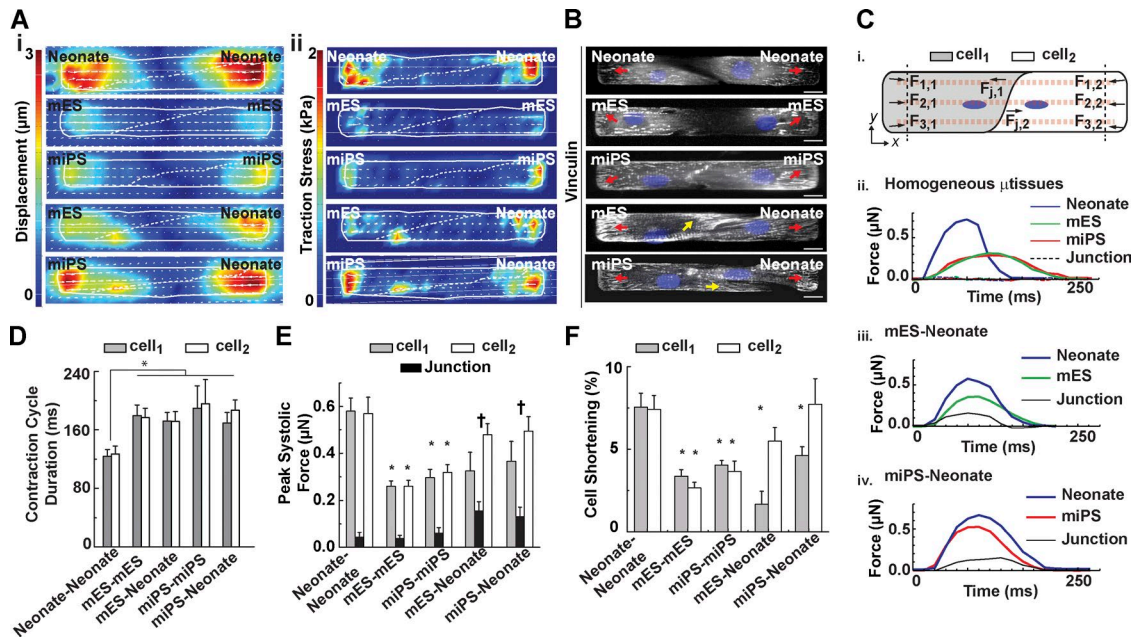 A
i
3
Displacement (µm)
0
Neonate Neonate
mES mES
miPS miPS
mES Neonate
miPS Neonate
ii
2
Traction Stress (kPa)
0
Neonate Neonate
mES mES
miPS miPS
mES Neonate
miPS Neonate
B
Vinculin
Neonate Neonate
mES mES
miPS miPS
mES Neonate
miPS Neonate
C
cell1 cell2
i.
F1,1 Fj,1 F1,2
F2,1 F2,2
F3,1 Fj,2 F3,2
y
x
ii. Homogeneous µtissues
Force (µN)
0.5
0.0
0 250
Time (ms)
Neonate
mES
miPS
Junction
iii. mES-Neonate
Force (µN)
0.5
0.0
0 250
Time (ms)
Neonate
mES
Junction
iv. miPS-Neonate
Force (µN)
0.5
0.0
0 250
Time (ms)
Neonate
miPS
Junction
D
cell1 cell2
*
Contraction Cycle
Duration (ms)
240
160
80
0
Neonate-Neonate
mES-mES
mES-Neonate
miPS-miPS
miPS-Neonate
E
cell1 cell2
Junction
Peak Systolic
Force (µN)
0.6
0.4
0.2
0.0
* * * * † †
Neonate-
Neonate
mES-mES
miPS-miPS
mES-Neonate
miPS-Neonate
F
cell1 cell2
Cell Shortening (%)
10
5
0
* * * * * *
Neonate-
Neonate
mES-mES
miPS-miPS
mES-Neonate
miPS-Neonate